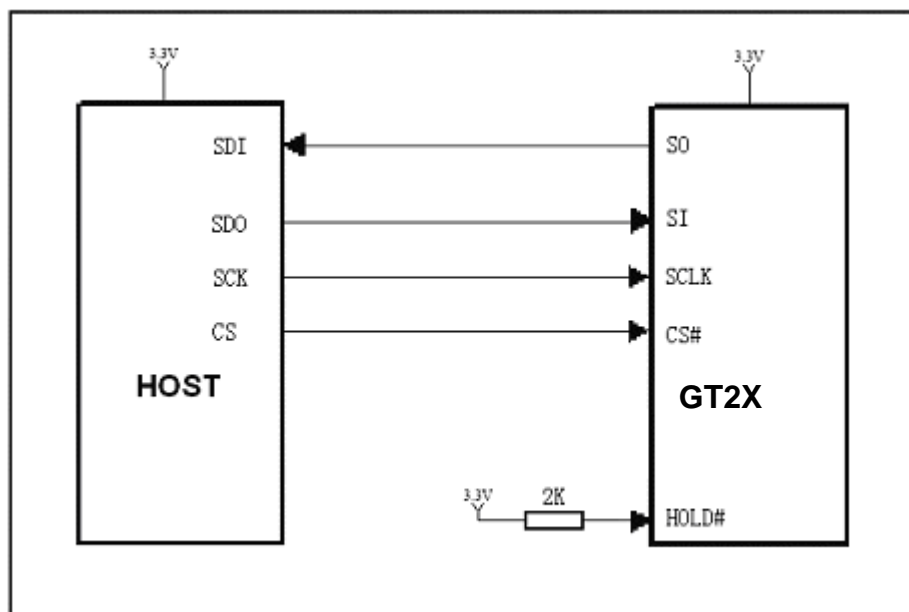 3.3V
3.3V
SDI
SO
SDO
SI
SCK
SCLK
CS
CS#
HOST
GT2X
3.3V
2K
HOLD#